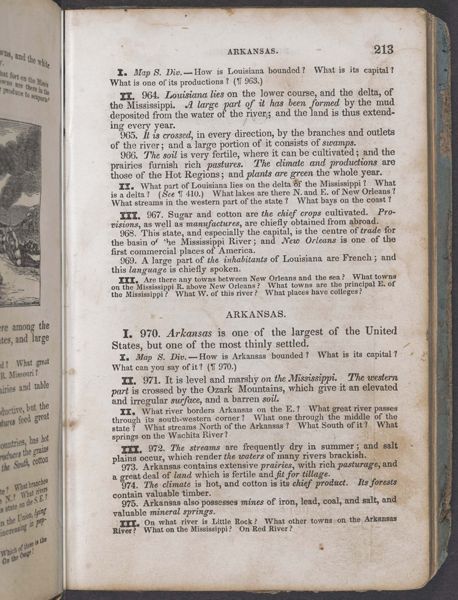 ARKANSAS. 213
I. Map S. Div.—How is Louisiana bounded? What is its capital?
What is one of its productions? (¶ 963.)
II. 964. Louisiana lies on the lower course, and the delta, of
the Mississippi. A large part of it has been formed by the mud
deposited from the water of the river; and the land is thus extend-
ing every year.
965. It is crossed, in every direction, by the branches and outlets
of the river; and a large portion of it consists of swamps.
966. The soil is very fertile, where it can be cultivated; and the
prairies furnish rich pastures. The climate and productions are
those of the Hot Regions; and plants are green the whole year.
II. What part of Louisiana lies on the delta of the Mississippi? What
is a delta? (See ¶ 410.) What lakes are there N. and E. of New Orleans?
What streams in the western part of the state? What bays on the coast?
III. 967. Sugar and cotton are the chief crops cultivated. Pro-
visions, as well as manufactures, are chiefly obtained from abroad.
968. This state, and especially the capital, is the centre of trade for
the basin of the Mississippi River; and New Orleans is one of the
first commercial places of America.
969. A large part of the inhabitants of Louisiana are French; and
this language is chiefly spoken.
III. Are there any towns between New Orleans and the sea? What towns
on the Mississippi R. above New Orleans? What towns are the principal E. of
the Mississippi? What W. of this river? What places have colleges?
ARKANSAS.
I. 970. Arkansas is one of the largest of the United
States, but one of the most thinly settled.
I. Map S. Div.—How is Arkansas bounded? What is its capital?
What can you say of it? (¶ 970.)
II. 971. It is level and marshy on the Mississippi. The western
part is crossed by the Ozark Mountains, which give it an elevated
and irregular surface, and a barren soil.
II. What river borders Arkansas on the E.? What great river passes
through its south-western corner? What one through the middle of the
state? What streams North of the Arkansas? What South of it? What
springs on the Wachita River?
III. 972. The streams are frequently dry in summer; and salt
plains occur, which render the waters of many rivers brackish.
973. Arkansas contains extensive prairies, with rich pasturage, and
a great deal of land which is fertile and fit for tillage.
974. The climate is hot, and cotton is its chief product. Its forests
contain valuable timber.
975. Arkansas also possesses mines of iron, lead, coal, and salt, and
valuable mineral springs.
III. On what river is Little Rock? What other towns on the Arkansas
River? What on the Mississippi? On Red River?